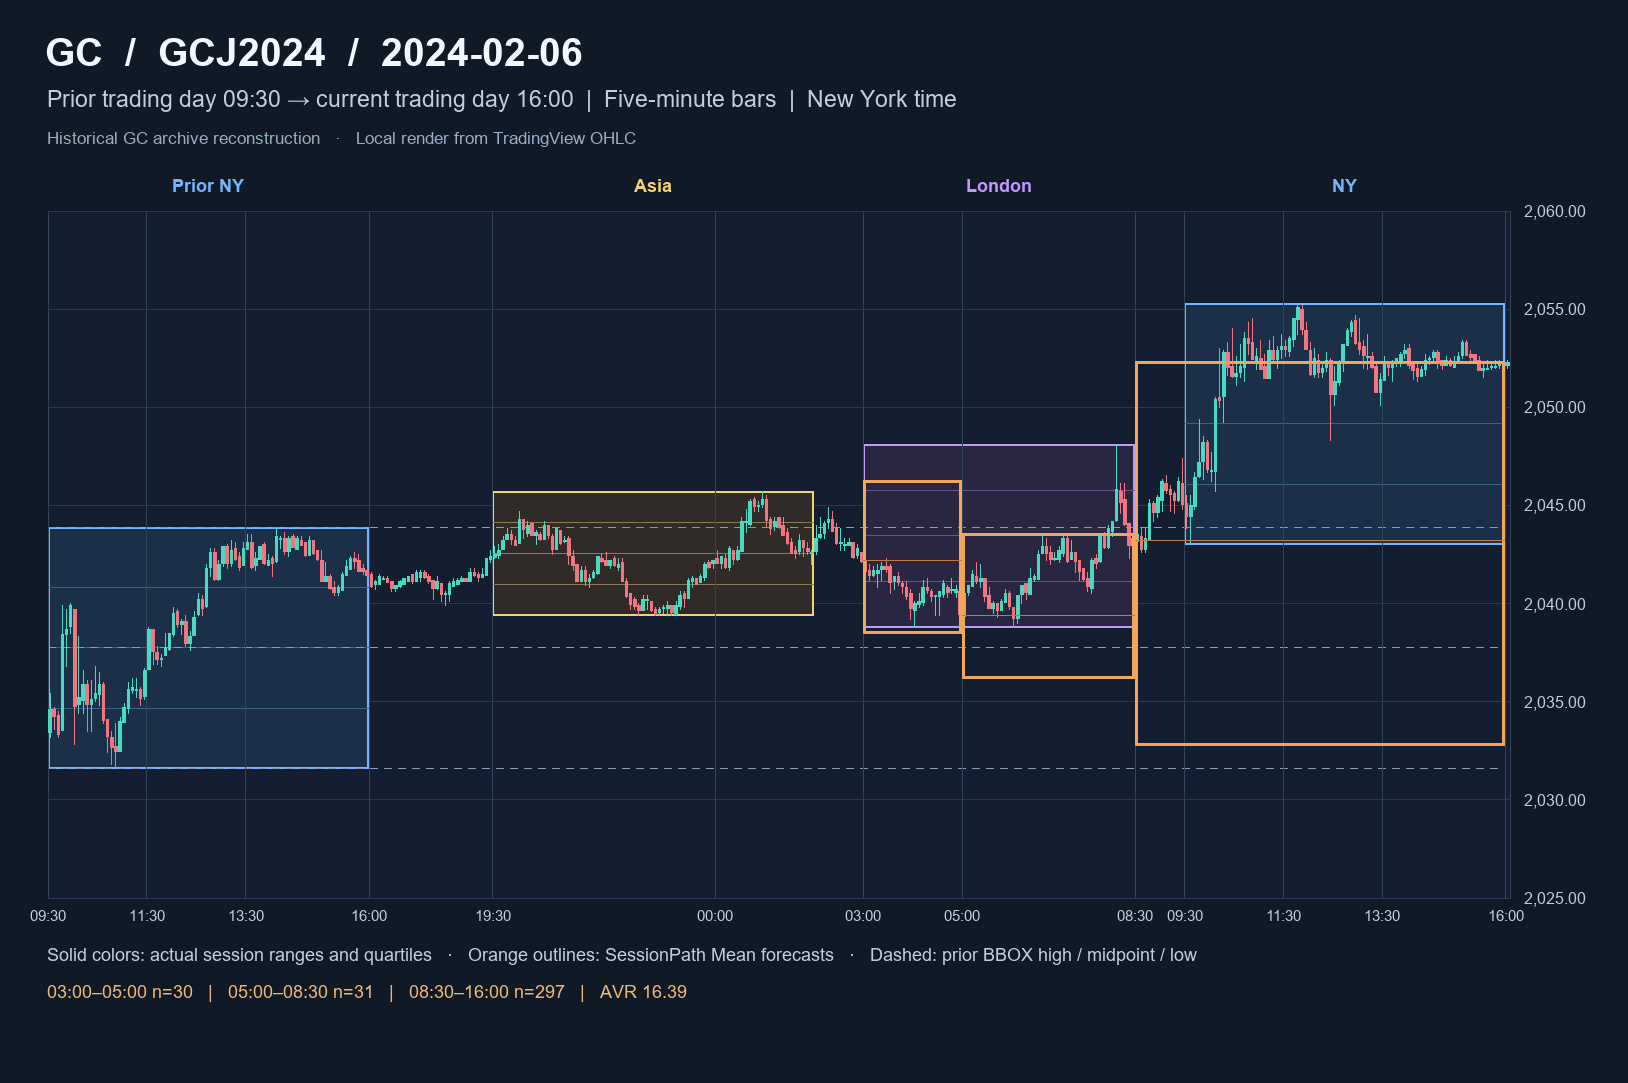 GC / GCJ2024 / 2024-02-06
Prior trading day 09:30 → current trading day 16:00 | Five-minute bars | New York time
Historical GC archive reconstruction · Local render from TradingView OHLC
Prior NY Asia London NY
2,060.00
2,055.00
2,050.00
2,045.00
2,040.00
2,035.00
2,030.00
2,025.00
09:30 11:30 13:30 16:00 19:30 00:00 03:00 05:00 08:30 09:30 11:30 13:30 16:00
Solid colors: actual session ranges and quartiles · Orange outlines: SessionPath Mean forecasts · Dashed: prior BBOX high / midpoint / low
03:00–05:00 n=30 | 05:00–08:30 n=31 | 08:30–16:00 n=297 | AVR 16.39